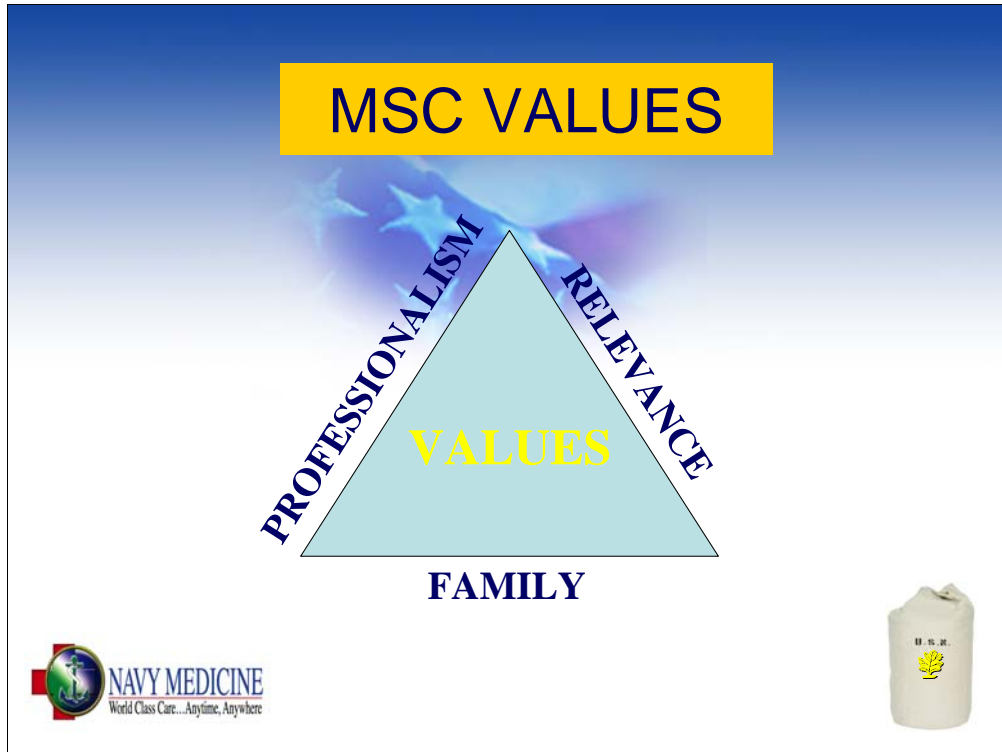 MSC VALUES
PROFESSIONALISM
RELEVANCE
VALUES
FAMILY
NAVY MEDICINE
World Class Care...Anytime, Anywhere
U.S.N.